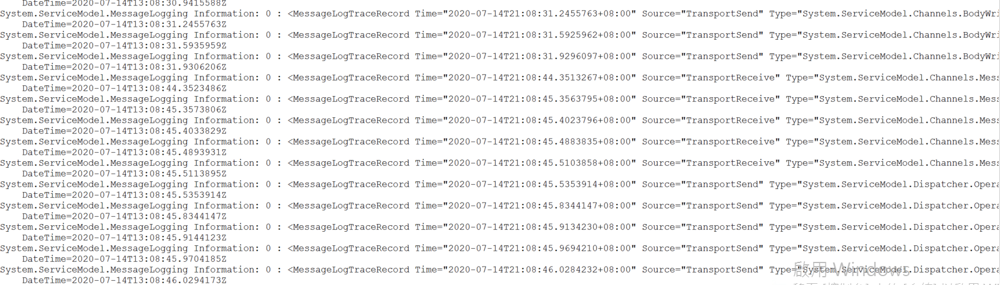 DateTime=2020-07-14T13:08:30.9415588Z
System.ServiceModel.MessageLogging Information: 0 : <MessageLogTraceRecord Time="2020-07-14T21:08:31.2455763+08:00" Source="TransportSend" Type="System.ServiceModel.Channels.BodyWri
DateTime=2020-07-14T13:08:31.2455763Z
System.ServiceModel.MessageLogging Information: 0 : <MessageLogTraceRecord Time="2020-07-14T21:08:31.5925962+08:00" Source="TransportSend" Type="System.ServiceModel.Channels.BodyWri
DateTime=2020-07-14T13:08:31.5935959Z
System.ServiceModel.MessageLogging Information: 0 : <MessageLogTraceRecord Time="2020-07-14T21:08:31.9296097+08:00" Source="TransportSend" Type="System.ServiceModel.Channels.BodyWri
DateTime=2020-07-14T13:08:31.9306206Z
System.ServiceModel.MessageLogging Information: 0 : <MessageLogTraceRecord Time="2020-07-14T21:08:44.3513267+08:00" Source="TransportReceive" Type="System.ServiceModel.Channels.Mess
DateTime=2020-07-14T13:08:44.3523486Z
System.ServiceModel.MessageLogging Information: 0 : <MessageLogTraceRecord Time="2020-07-14T21:08:45.3563795+08:00" Source="TransportReceive" Type="System.ServiceModel.Channels.Mess
DateTime=2020-07-14T13:08:45.3573806Z
System.ServiceModel.MessageLogging Information: 0 : <MessageLogTraceRecord Time="2020-07-14T21:08:45.4023796+08:00" Source="TransportReceive" Type="System.ServiceModel.Channels.Mess
DateTime=2020-07-14T13:08:45.4033829Z
System.ServiceModel.MessageLogging Information: 0 : <MessageLogTraceRecord Time="2020-07-14T21:08:45.4883835+08:00" Source="TransportReceive" Type="System.ServiceModel.Channels.Mess
DateTime=2020-07-14T13:08:45.4893931Z
System.ServiceModel.MessageLogging Information: 0 : <MessageLogTraceRecord Time="2020-07-14T21:08:45.5103858+08:00" Source="TransportReceive" Type="System.ServiceModel.Channels.Mess
DateTime=2020-07-14T13:08:45.5113895Z
System.ServiceModel.MessageLogging Information: 0 : <MessageLogTraceRecord Time="2020-07-14T21:08:45.5353914+08:00" Source="TransportSend" Type="System.ServiceModel.Dispatcher.Opera
DateTime=2020-07-14T13:08:45.5353914Z
System.ServiceModel.MessageLogging Information: 0 : <MessageLogTraceRecord Time="2020-07-14T21:08:45.8344147+08:00" Source="TransportSend" Type="System.ServiceModel.Dispatcher.Opera
DateTime=2020-07-14T13:08:45.8344147Z
System.ServiceModel.MessageLogging Information: 0 : <MessageLogTraceRecord Time="2020-07-14T21:08:45.9134230+08:00" Source="TransportSend" Type="System.ServiceModel.Dispatcher.Opera
DateTime=2020-07-14T13:08:45.9144123Z
System.ServiceModel.MessageLogging Information: 0 : <MessageLogTraceRecord Time="2020-07-14T21:08:45.9694210+08:00" Source="TransportSend" Type="System.ServiceModel.Dispatcher.Opera
DateTime=2020-07-14T13:08:45.9704185Z
System.ServiceModel.MessageLogging Information: 0 : <MessageLogTraceRecord Time="2020-07-14T21:08:46.0284232+08:00" Source="TransportSend" Type="System.ServiceModel.Dispatcher.Opera
啟用 Windows
DateTime=2020-07-14T13:08:46.0294173Z